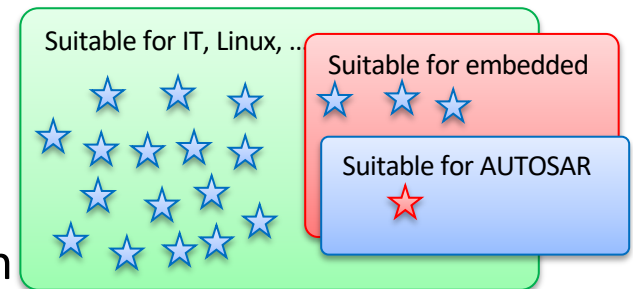 Suitable for IT, Linux, ...
Suitable for embedded
Suitable for AUTOSAR
n